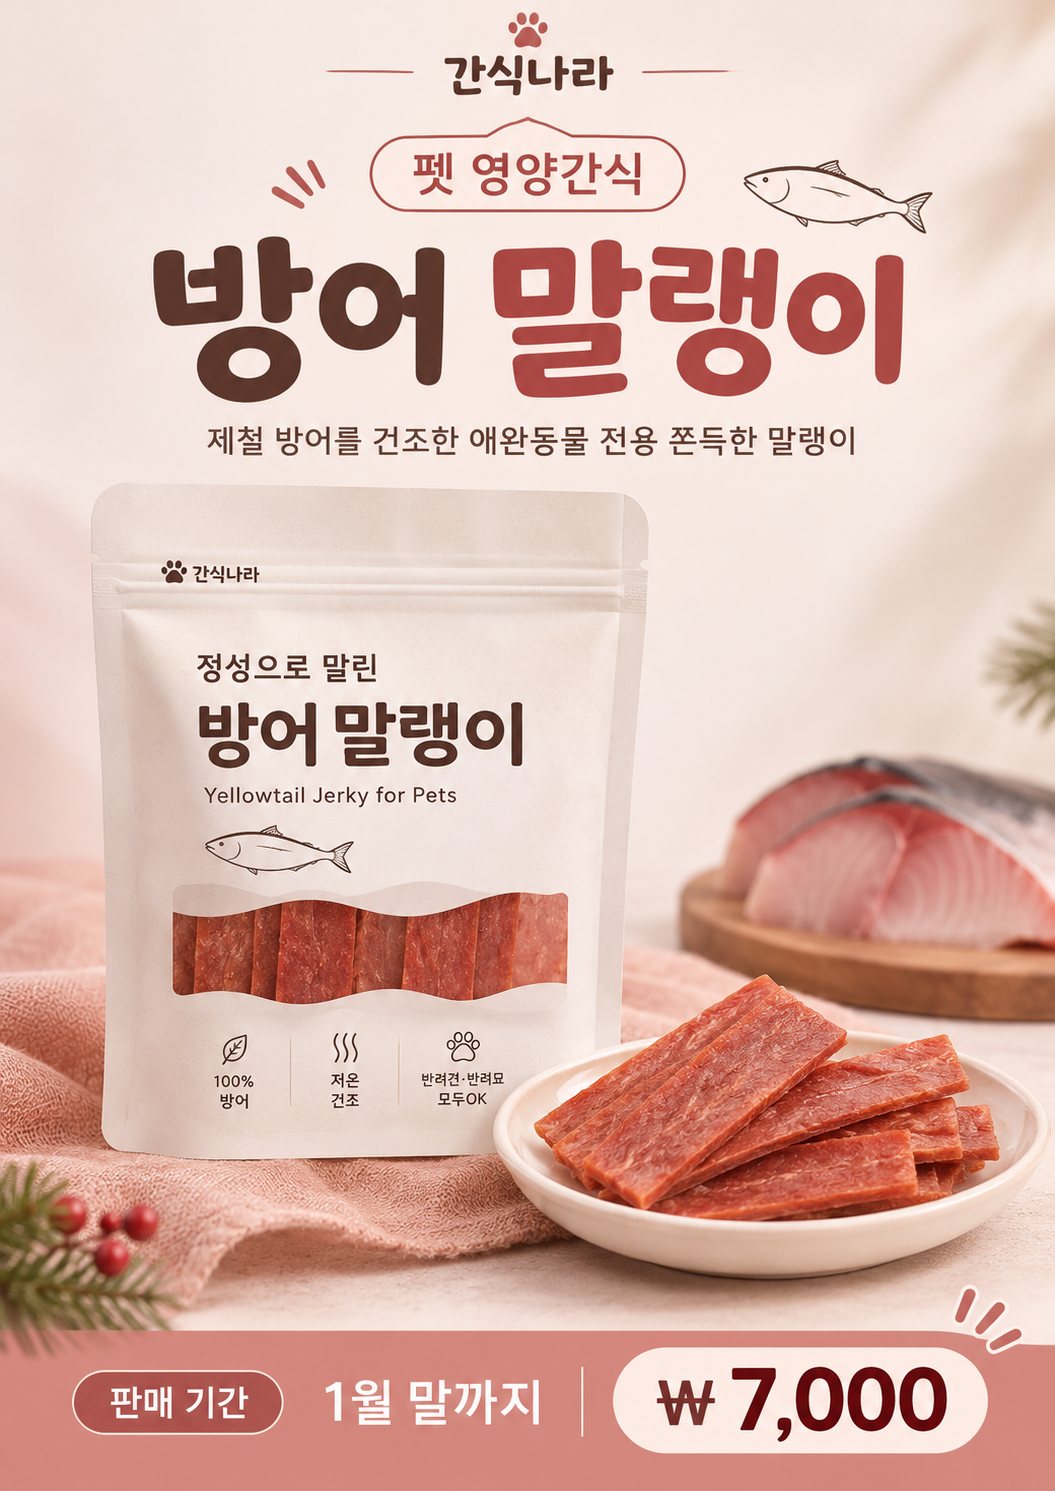 간식나라
펫 영양간식
방어 말랭이
제철 방어를 건조한 애완동물 전용 쫀득한 말랭이
간식나라
정성으로 말린
방어 말랭이
Yellowtail Jerky for Pets
100%
방어
저온
건조
반려견·반려묘
모두OK
판매 기간
1월 말까지
₩ 7,000